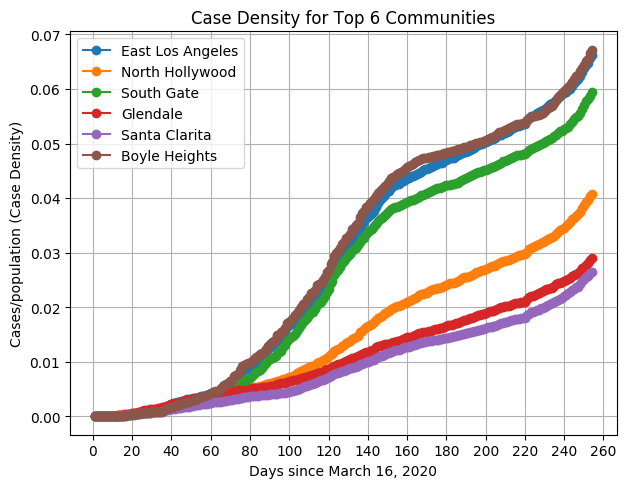 Case Density for Top 6 Communities
Cases/population (Case Density)
0.07
0.06
0.05
0.04
0.03
0.02
0.01
0.00
East Los Angeles
North Hollywood
South Gate
Glendale
Santa Clarita
Boyle Heights
0 20 40 60 80 100 120 140 160 180 200 220 240 260
Days since March 16, 2020